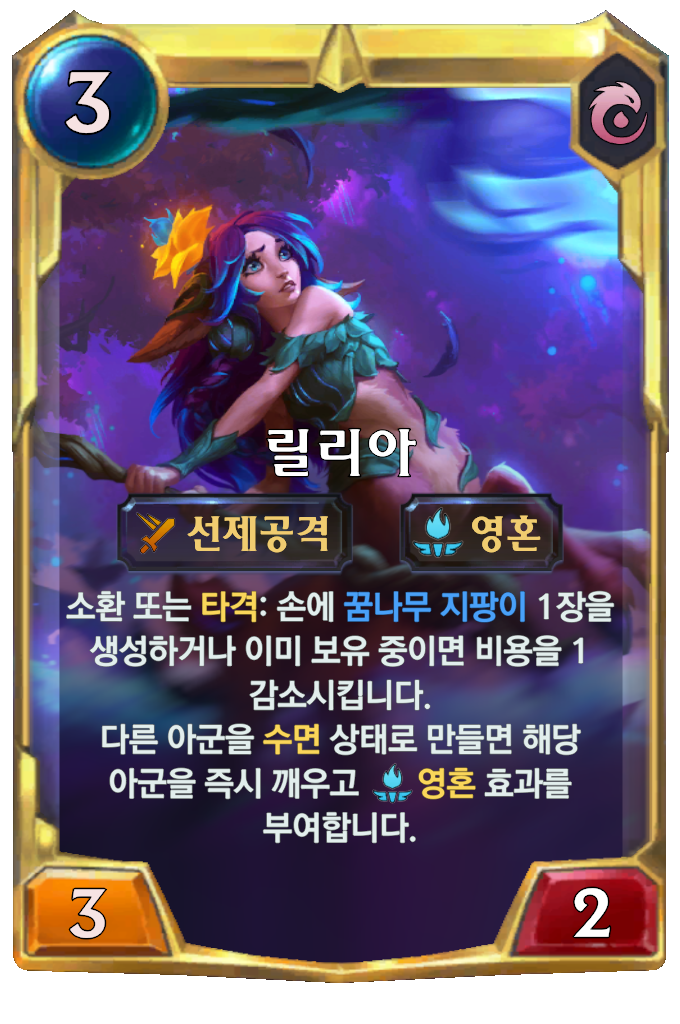 3
릴리아
선제공격 영혼
소환 또는 타격: 손에 꿈나무 지팡이 1장을
생성하거나 이미 보유 중이면 비용을 1
감소시킵니다.
다른 아군을 수면 상태로 만들면 해당
아군을 즉시 깨우고 영혼 효과를
부여합니다.
3 2